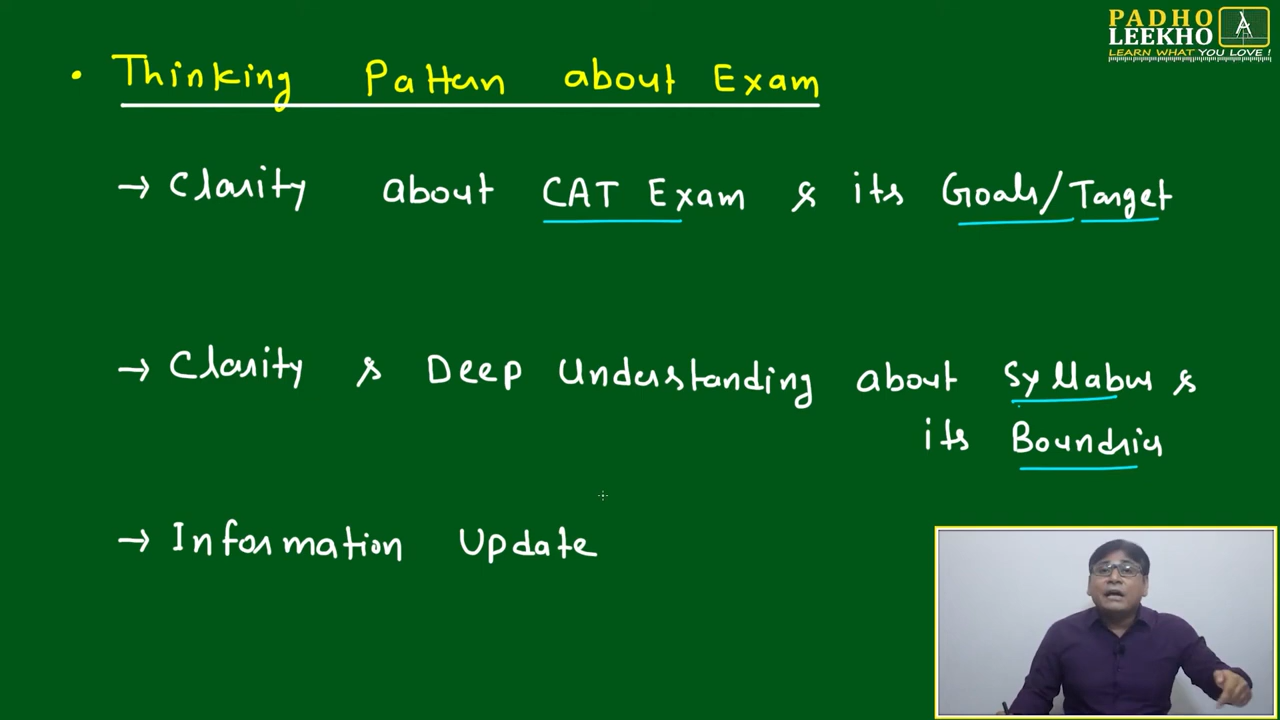 PADHO
LEEKHO
LEARN WHAT YOU LOVE !
• Thinking Pattern about Exam
→ Clarity about CAT Exam & its Goals/Target
→ Clarity & Deep Understanding about Syllabus &
its Boundries
→ Information Update